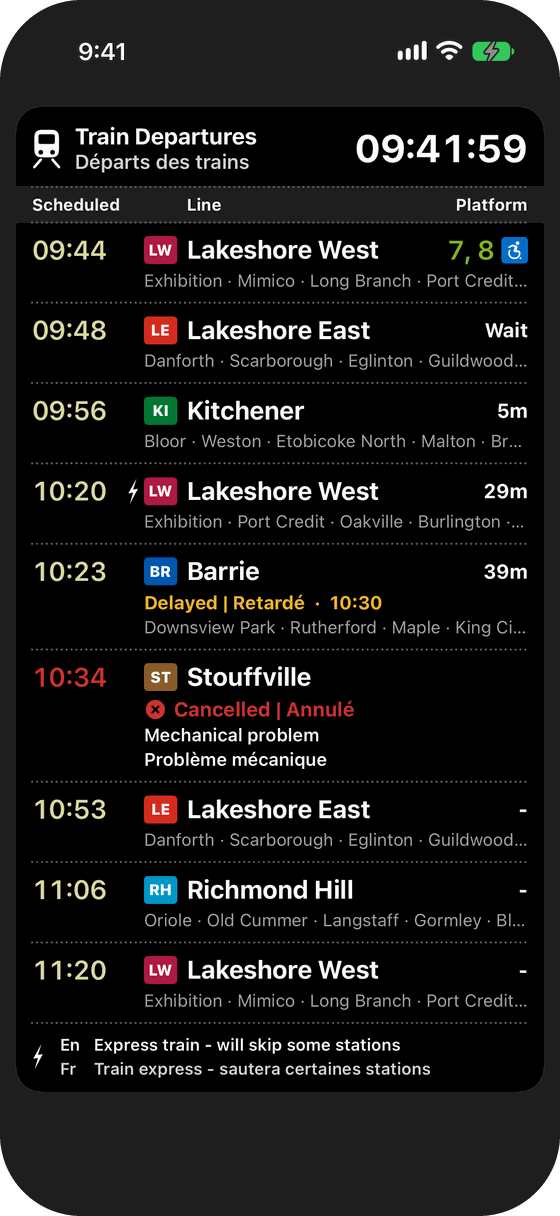 9:41
Train Departures
Départs des trains
09:41:59
Scheduled Line Platform
09:44 LW Lakeshore West 7, 8
Exhibition · Mimico · Long Branch · Port Credit...
09:48 LE Lakeshore East Wait
Danforth · Scarborough · Eglinton · Guildwood...
09:56 KI Kitchener 5m
Bloor · Weston · Etobicoke North · Malton · Br...
10:20 LW Lakeshore West 29m
Exhibition · Port Credit · Oakville · Burlington ·...
10:23 BR Barrie 39m
Delayed | Retardé · 10:30
Downsview Park · Rutherford · Maple · King Ci...
10:34 ST Stouffville
Cancelled | Annulé
Mechanical problem
Problème mécanique
10:53 LE Lakeshore East -
Danforth · Scarborough · Eglinton · Guildwood...
11:06 RH Richmond Hill -
Oriole · Old Cummer · Langstaff · Gormley · Bl...
11:20 LW Lakeshore West -
Exhibition · Mimico · Long Branch · Port Credit...
En Express train - will skip some stations
Fr Train express - sautera certaines stations